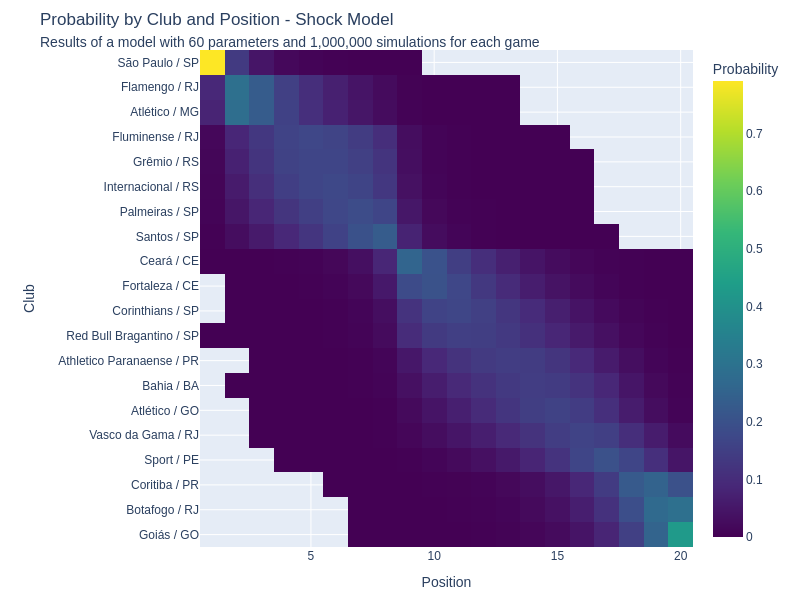 Probability by Club and Position - Shock Model
Results of a model with 60 parameters and 1,000,000 simulations for each game
Probability
São Paulo / SP
Flamengo / RJ
Atlético / MG
Fluminense / RJ
Grêmio / RS
Internacional / RS
Palmeiras / SP
Santos / SP
Ceará / CE
Fortaleza / CE
Corinthians / SP
Red Bull Bragantino / SP
Athletico Paranaense / PR
Bahia / BA
Atlético / GO
Vasco da Gama / RJ
Sport / PE
Coritiba / PR
Botafogo / RJ
Goiás / GO
Club
5
10
15
20
Position
0.7
0.6
0.5
0.4
0.3
0.2
0.1
0